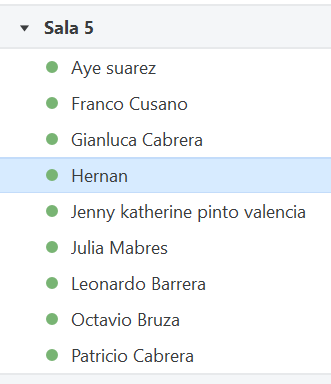 Sala 5
Aye suarez
Franco Cusano
Gianluca Cabrera
Hernan
Jenny katherine pinto valencia
Julia Mabres
Leonardo Barrera
Octavio Bruza
Patricio Cabrera